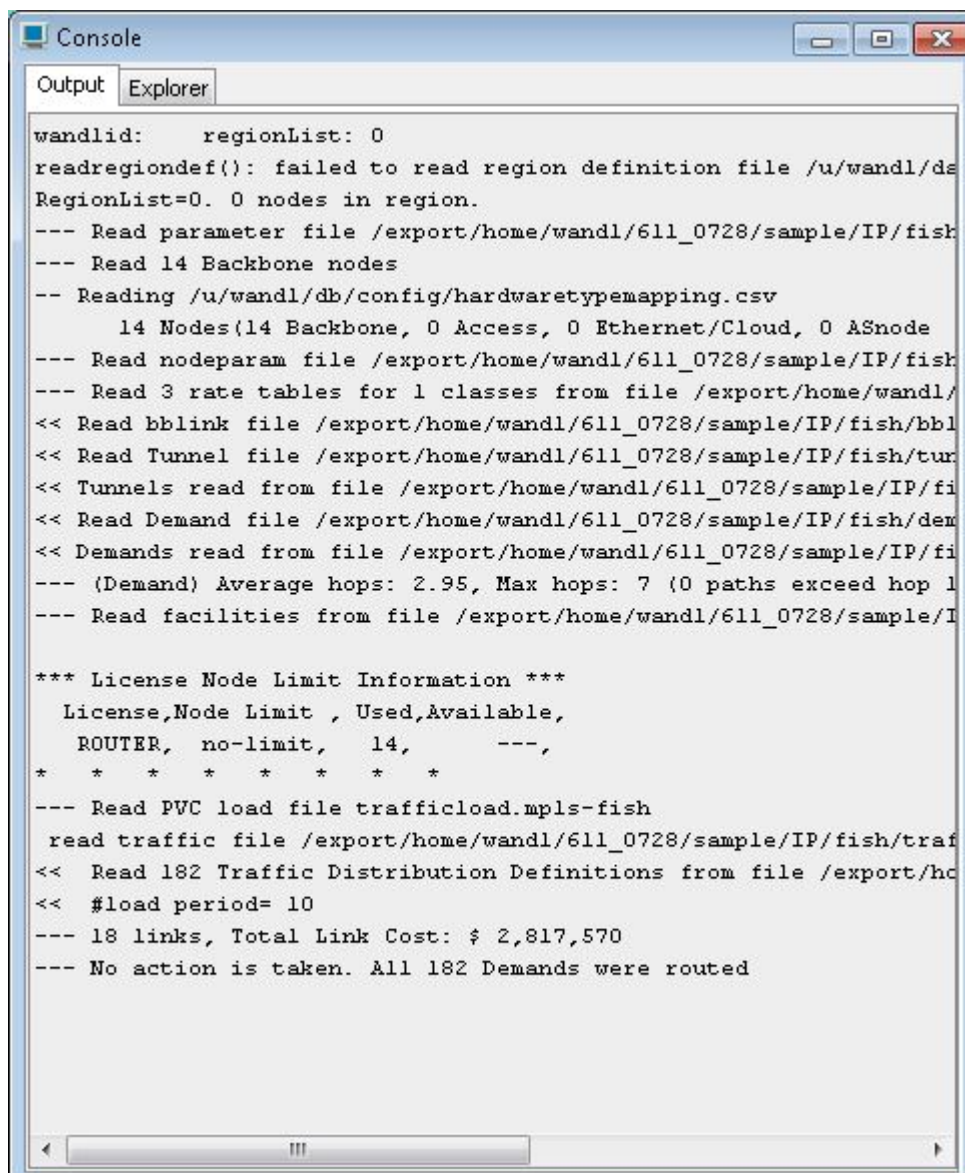 Console
Output Explorer
wandlid:    regionList: 0
readregiondef(): failed to read region definition file /u/wandl/da
RegionList=0. 0 nodes in region.
--- Read parameter file /export/home/wandl/611_0728/sample/IP/fish
--- Read 14 Backbone nodes
-- Reading /u/wandl/db/config/hardwaretypemapping.csv
14 Nodes(14 Backbone, 0 Access, 0 Ethernet/Cloud, 0 ASnode
--- Read nodeparam file /export/home/wandl/611_0728/sample/IP/fish
--- Read 3 rate tables for 1 classes from file /export/home/wandl/
<< Read bblink file /export/home/wandl/611_0728/sample/IP/fish/bbl
<< Read Tunnel file /export/home/wandl/611_0728/sample/IP/fish/tun
<< Tunnels read from file /export/home/wandl/611_0728/sample/IP/fi
<< Read Demand file /export/home/wandl/611_0728/sample/IP/fish/dem
<< Demands read from file /export/home/wandl/611_0728/sample/IP/fi
--- (Demand) Average hops: 2.95, Max hops: 7 (0 paths exceed hop l
--- Read facilities from file /export/home/wandl/611_0728/sample/I
*** License Node Limit Information ***
License,Node Limit , Used,Available,
ROUTER,  no-limit,   14,      ---,
*   *   *   *   *   *   *   *
--- Read PVC load file trafficload.mpls-fish
read traffic file /export/home/wandl/611_0728/sample/IP/fish/traf
<<  Read 182 Traffic Distribution Definitions from file /export/ho
<<  #load period= 10
--- 18 links, Total Link Cost: $ 2,817,570
--- No action is taken. All 182 Demands were routed